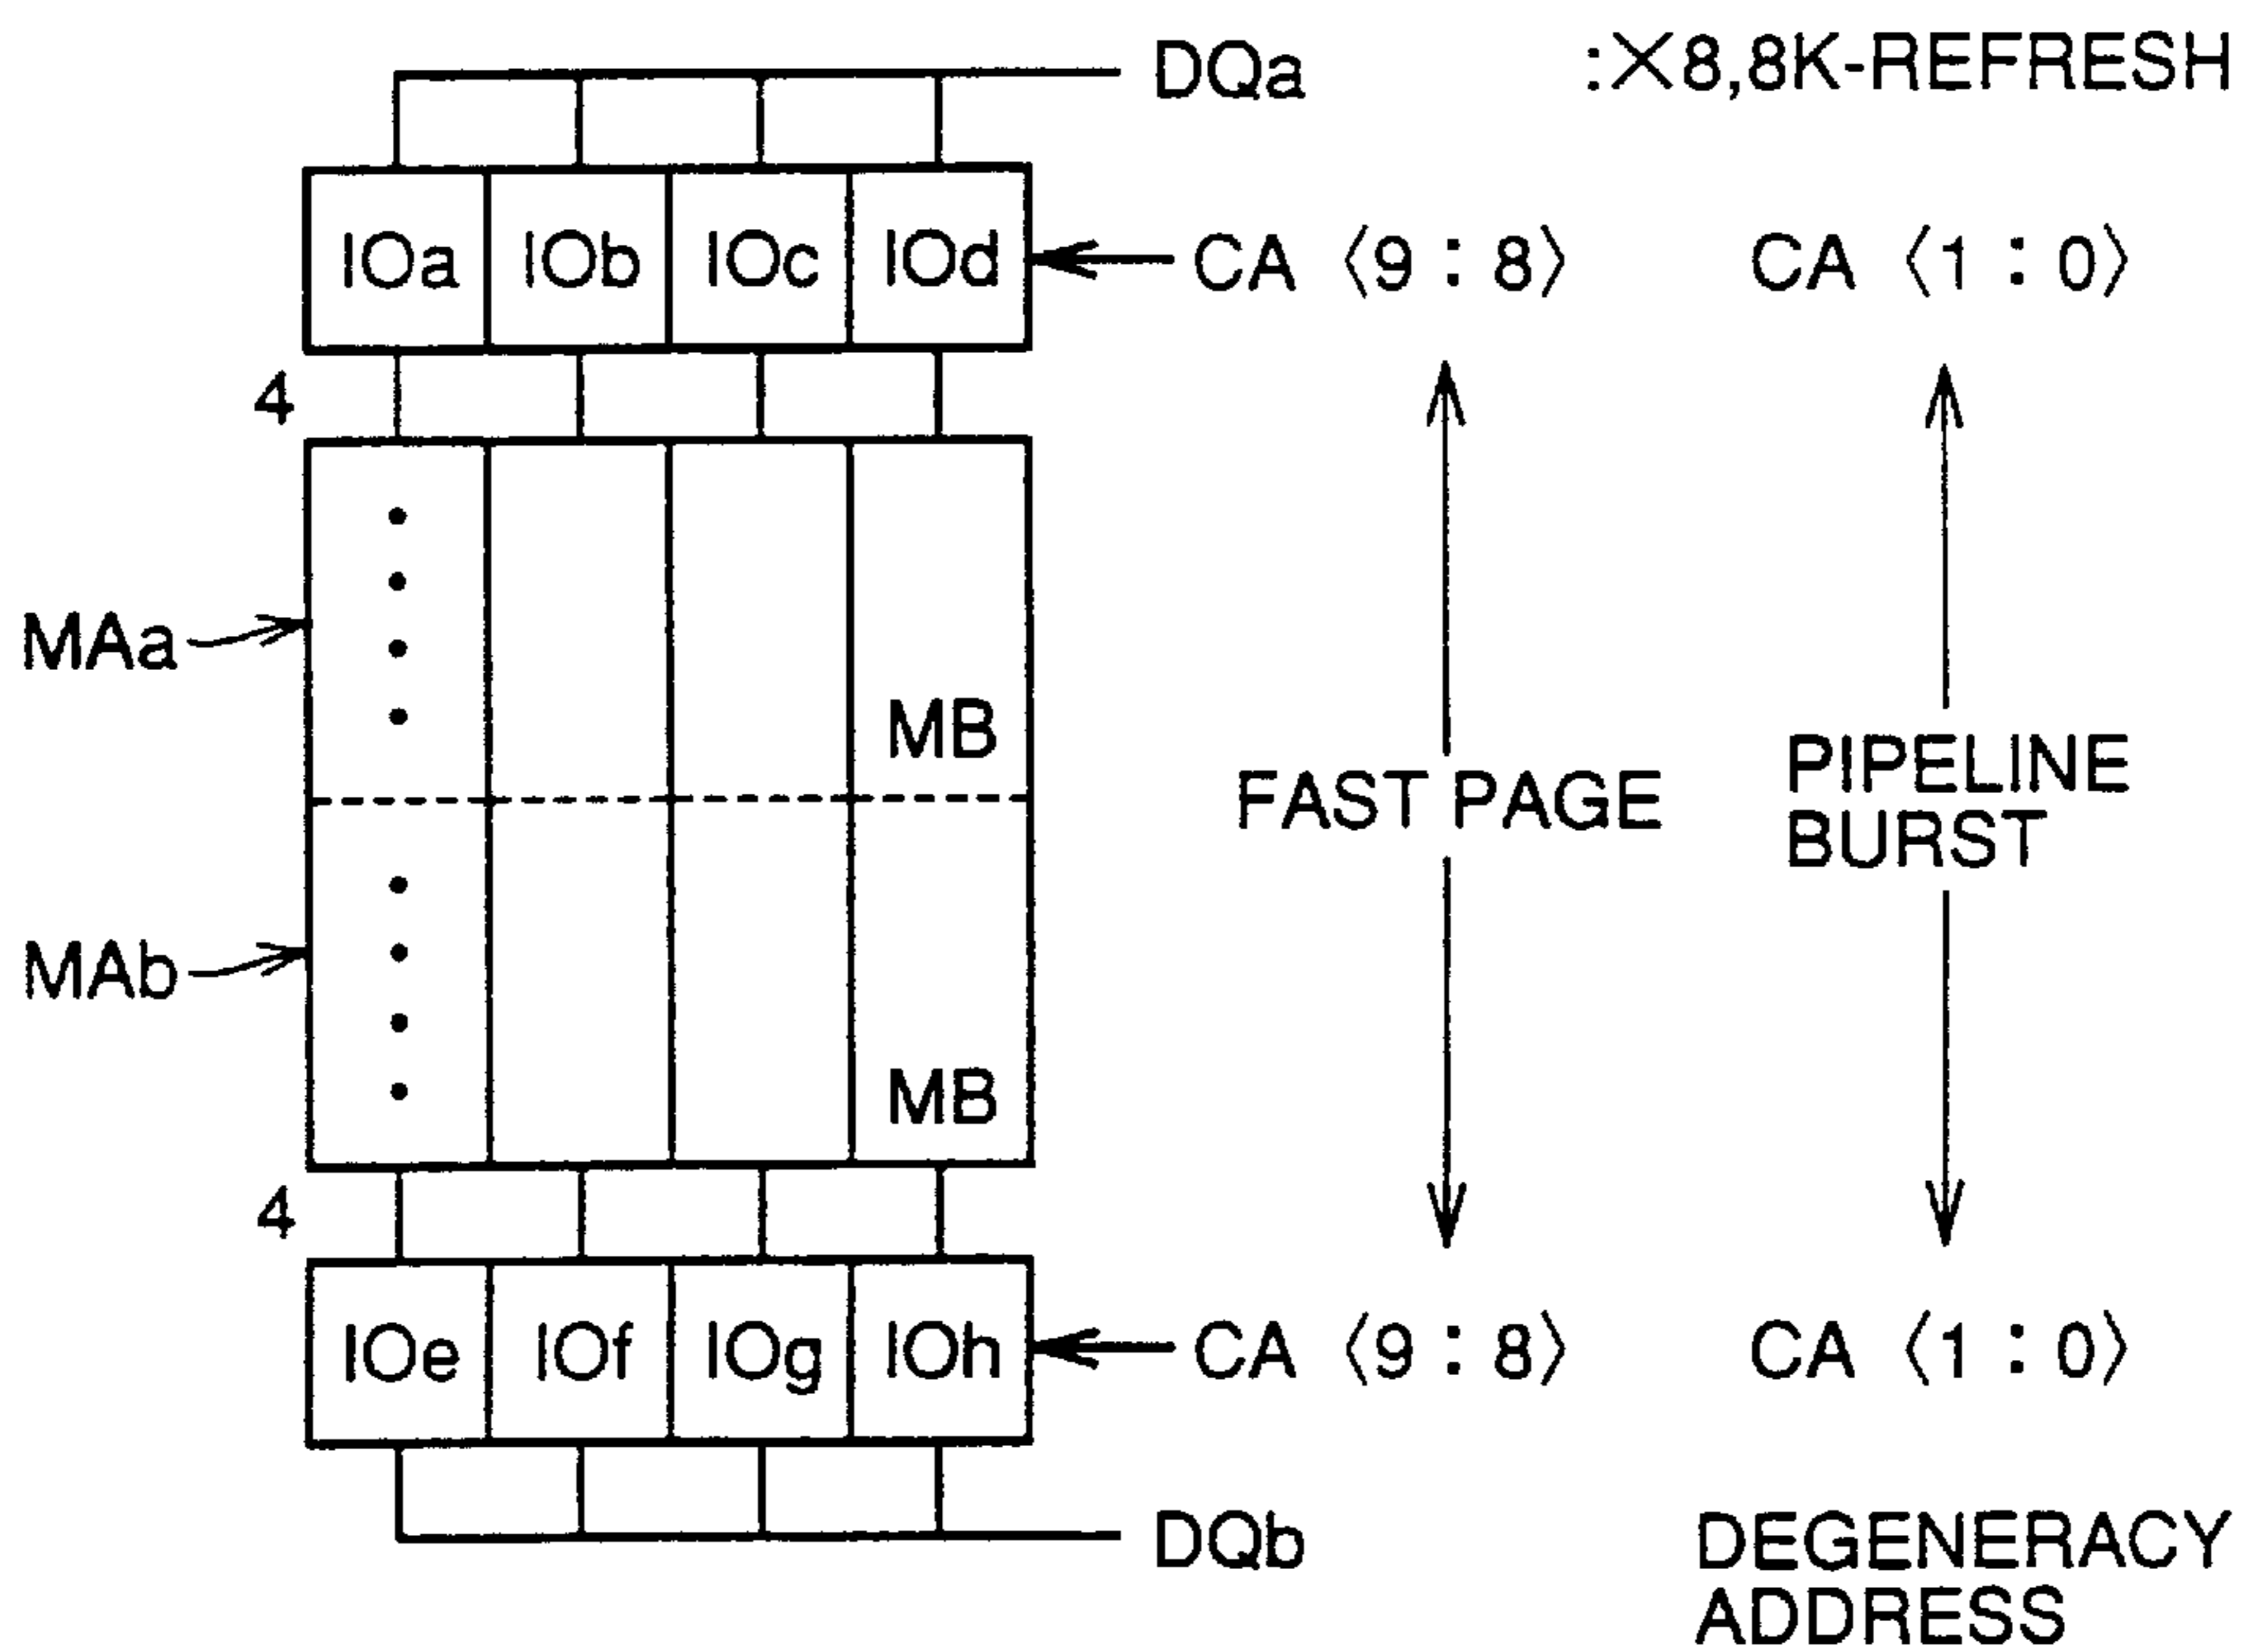 DQa :X8,8K-REFRESH
IOa IOb IOc IOd CA 〈9 : 8〉 CA 〈1 : 0〉
4
MAa
MB
FAST PAGE
PIPELINE
BURST
MAb
MB
4
IOe IOf IOg IOh CA 〈9 : 8〉 CA 〈1 : 0〉
DQb
DEGENERACY
ADDRESS